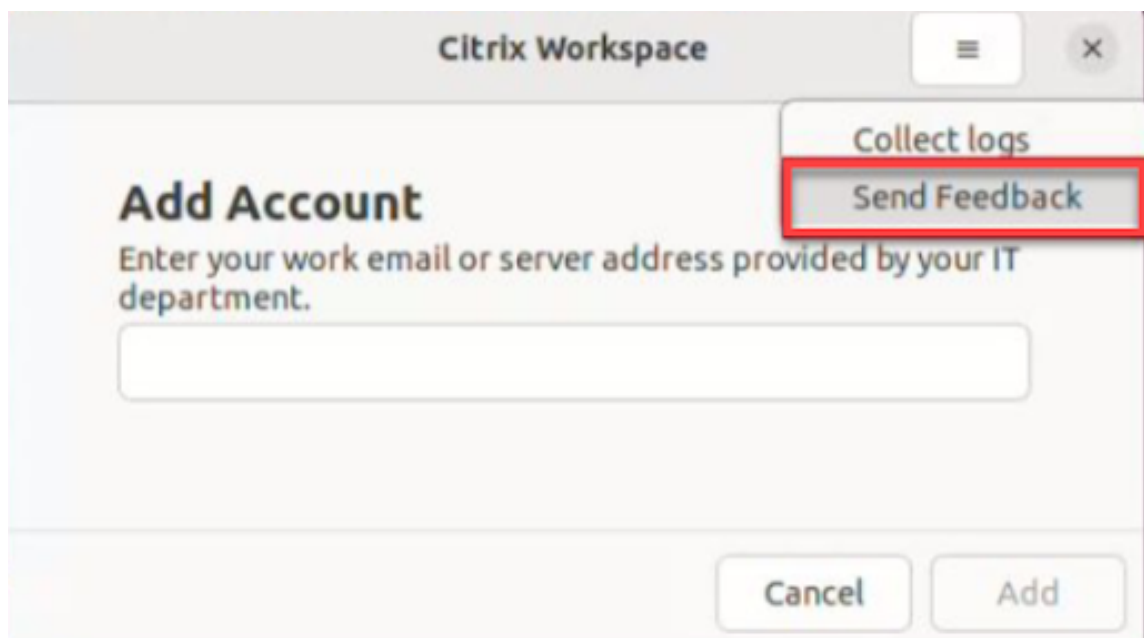 Citrix Workspace
Collect logs
Send Feedback
Add Account
Enter your work email or server address provided by your IT
department.
Cancel
Add